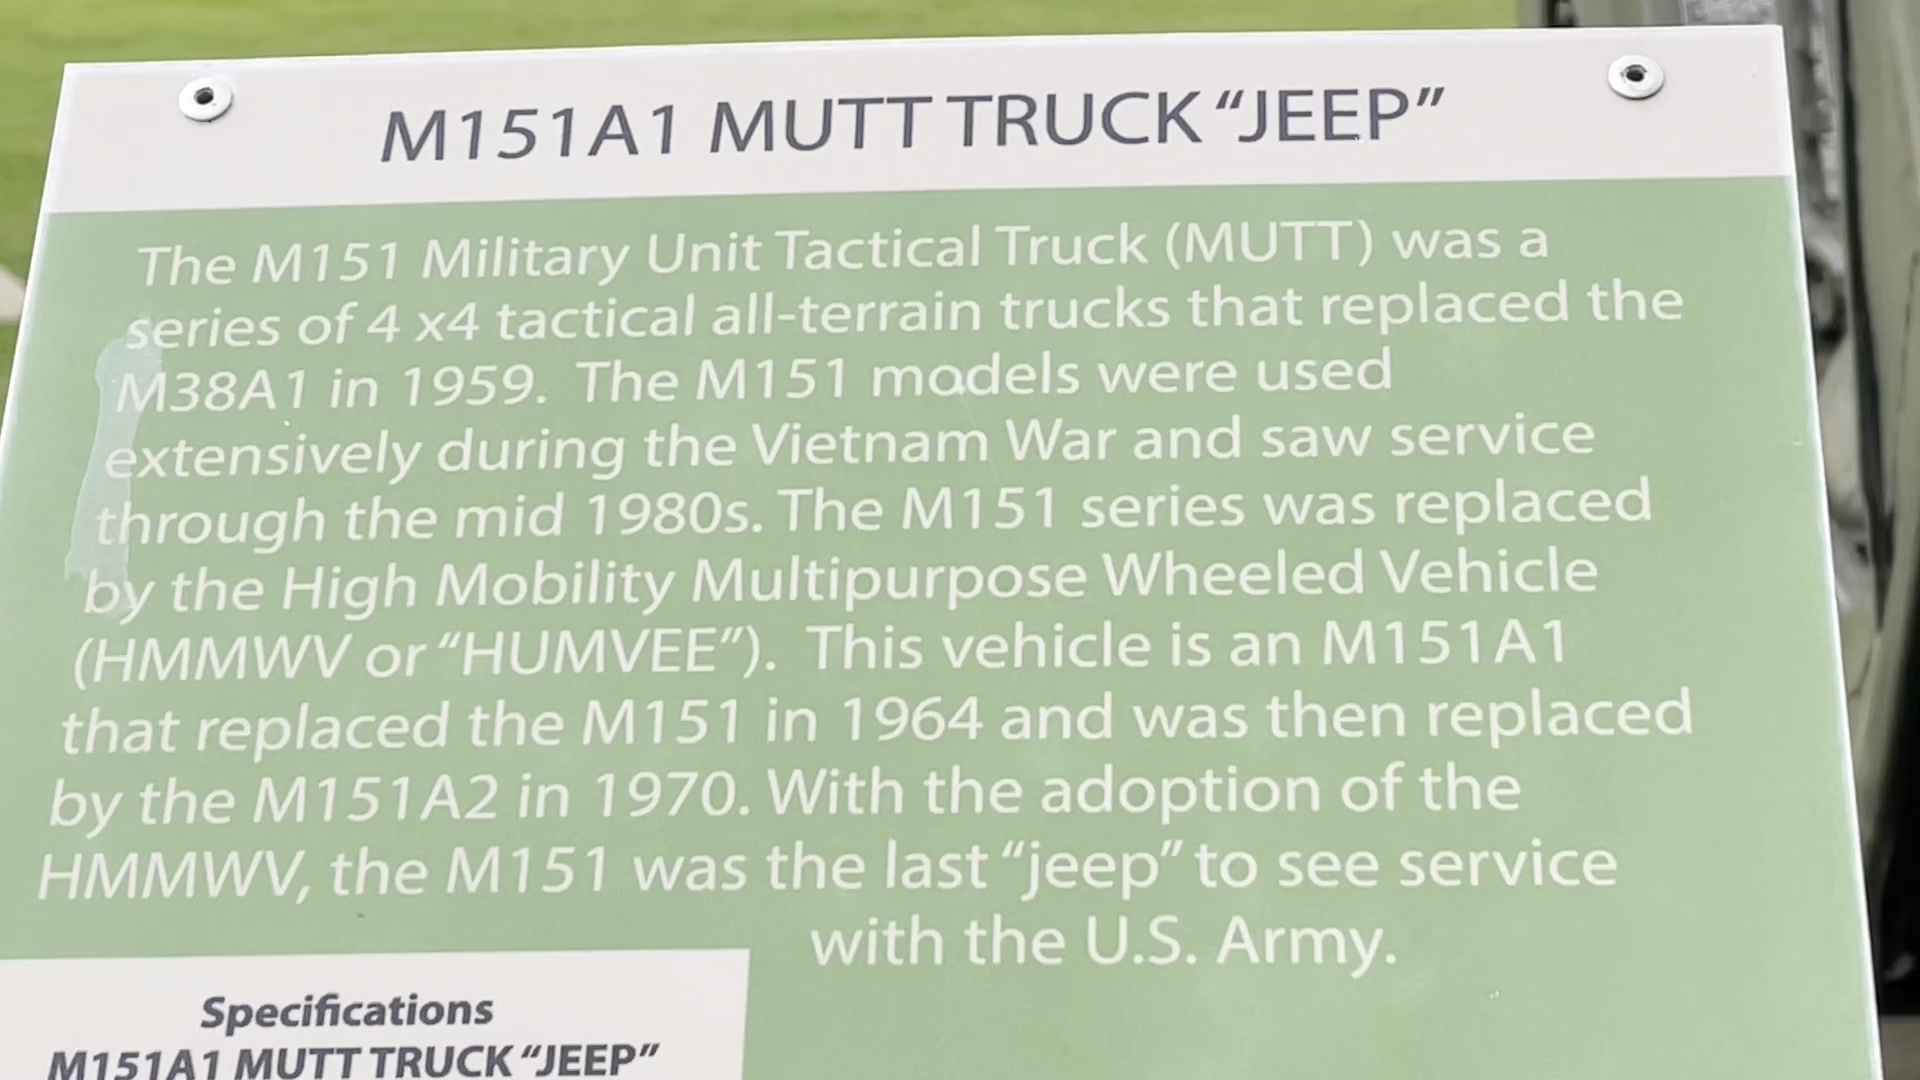 M151A1 MUTT TRUCK “JEEP”
The M151 Military Unit Tactical Truck (MUTT) was a
series of 4 x4 tactical all-terrain trucks that replaced the
M38A1 in 1959. The M151 models were used
extensively during the Vietnam War and saw service
through the mid 1980s. The M151 series was replaced
by the High Mobility Multipurpose Wheeled Vehicle
(HMMWV or “HUMVEE”). This vehicle is an M151A1
that replaced the M151 in 1964 and was then replaced
by the M151A2 in 1970. With the adoption of the
HMMWV, the M151 was the last “jeep” to see service
with the U.S. Army.
Specifications
M151A1 MUTT TRUCK “JEEP”